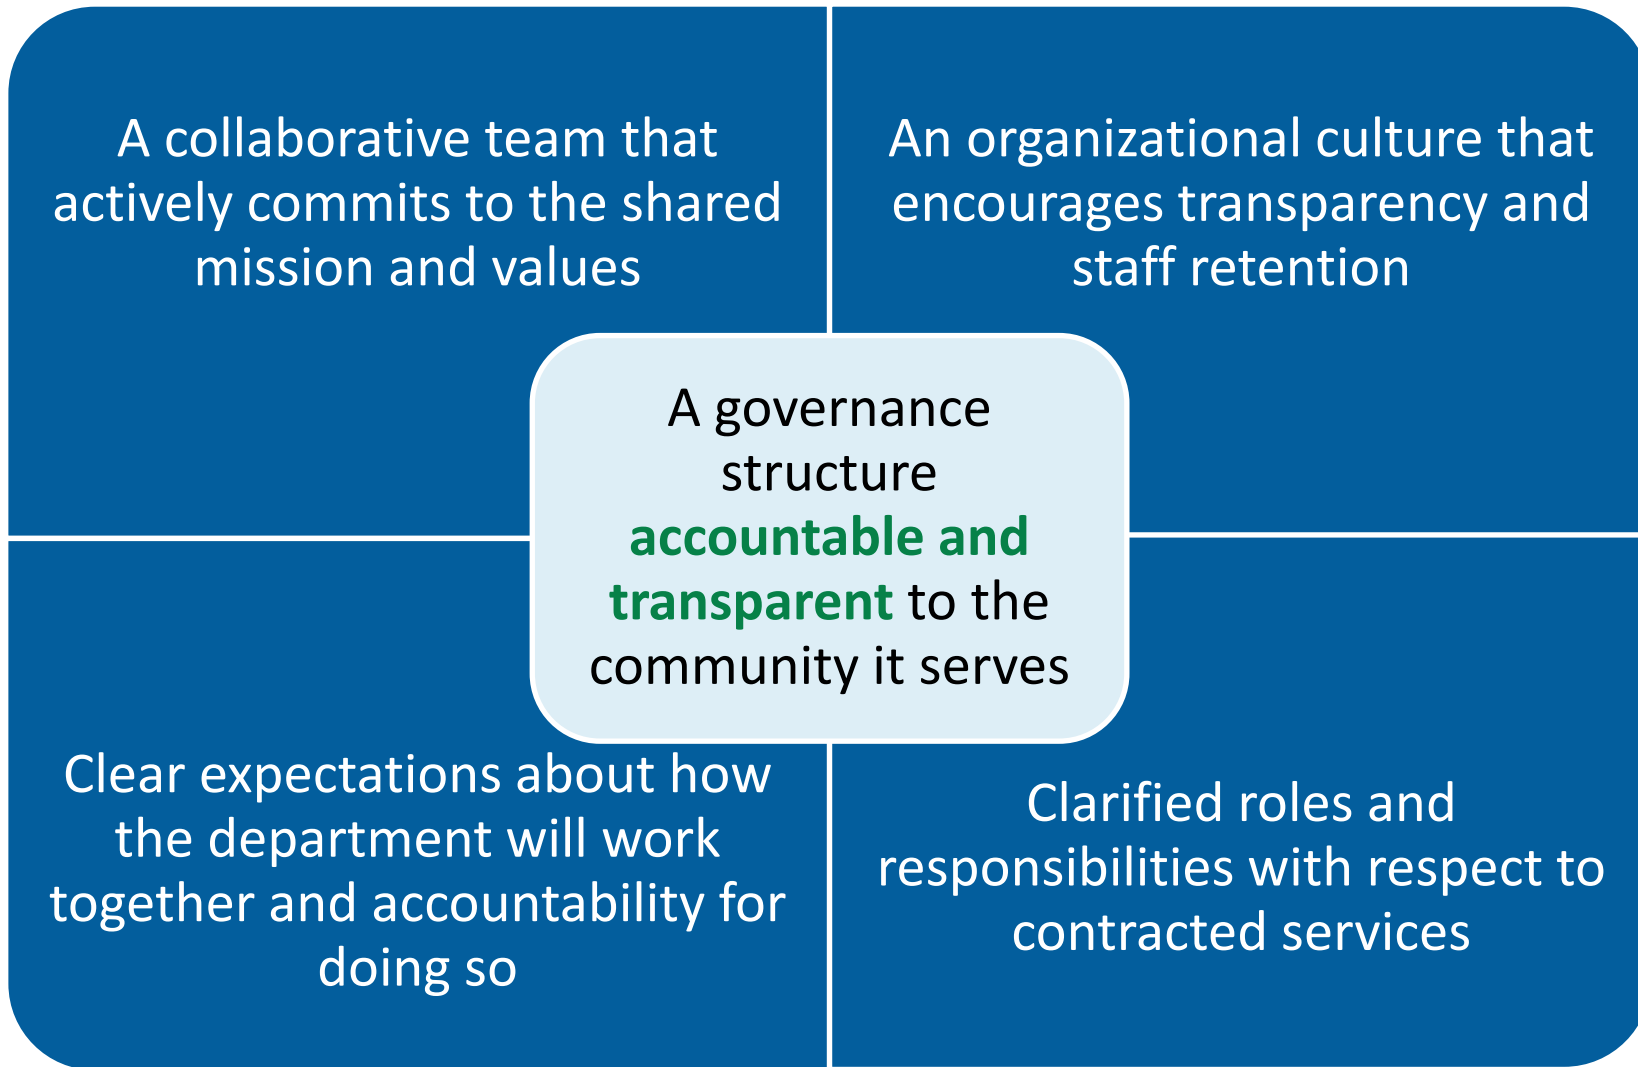 A collaborative team that
actively commits to the shared
mission and values
An organizational culture that
encourages transparency and
staff retention
A governance
structure
accountable and
transparent to the
community it serves
Clear expectations about how
the department will work
together and accountability for
doing so
Clarified roles and
responsibilities with respect to
contracted services